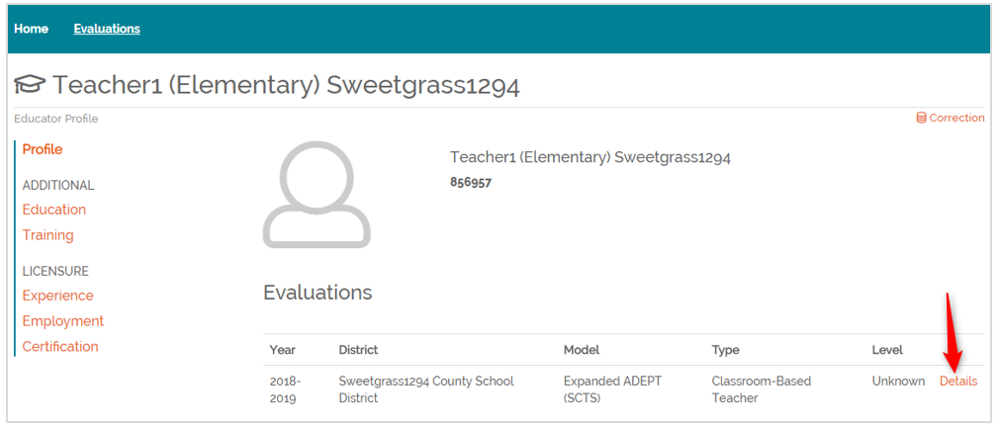 Home Evaluations
Teacher1 (Elementary) Sweetgrass1294
Educator Profile
Correction
Profile
ADDITIONAL
Education
Training
LICENSURE
Experience
Employment
Certification
Teacher1 (Elementary) Sweetgrass1294
856957
Evaluations
Year District Model Type Level
2018- Sweetgrass1294 County School Expanded ADEPT Classroom-Based Unknown Details
2019 District (SCTS) Teacher